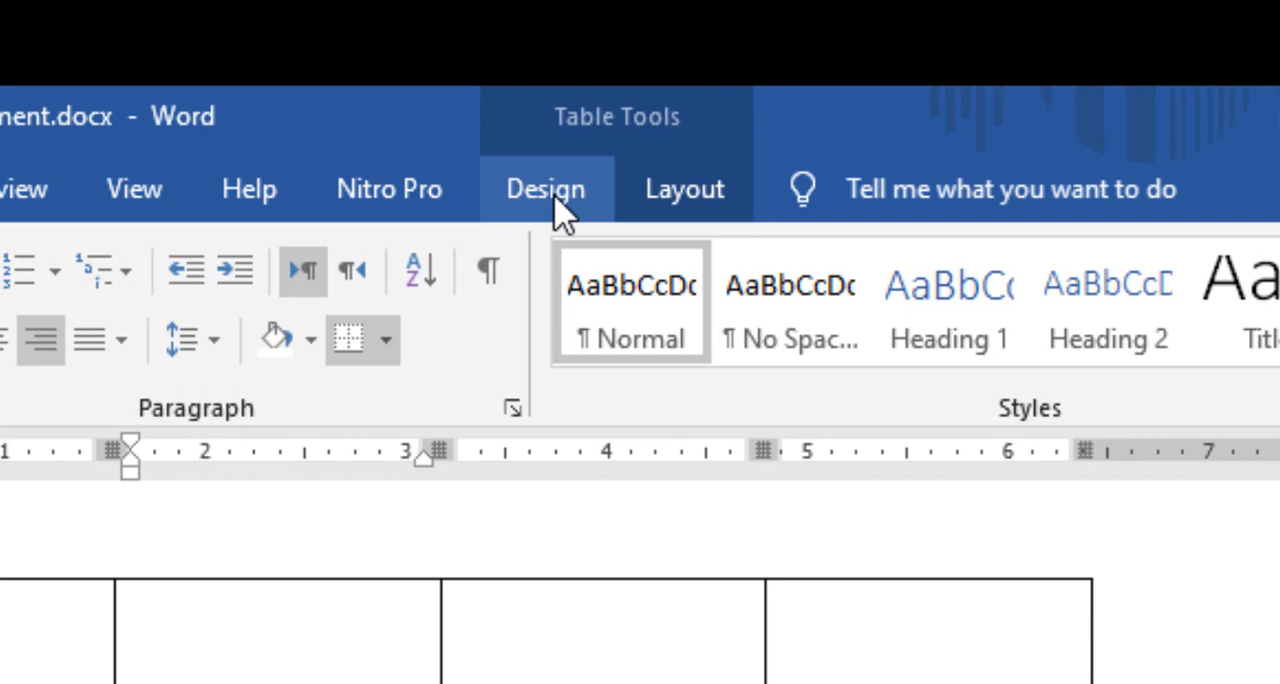 ment.docx - Word
Table Tools
view View Help Nitro Pro Design Layout Tell me what you want to do
AaBbCcDc AaBbCcDc AaBbCc AaBbCcD Aa
¶ Normal ¶ No Spac... Heading 1 Heading 2 Titl
Paragraph Styles
1 2 3 4 5 6 7